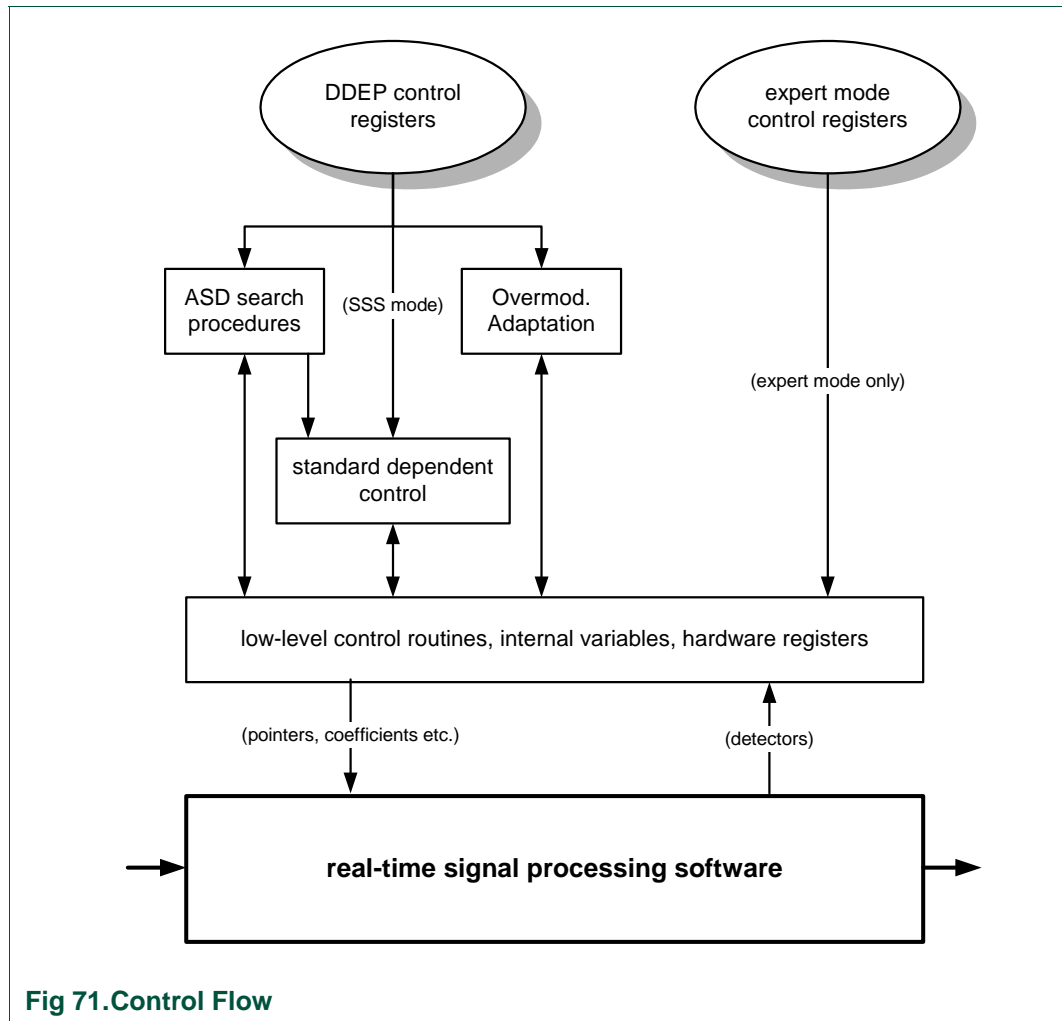 DDEP control
registers
expert mode
control registers
ASD search
procedures
(SSS mode)
Overmod.
Adaptation
(expert mode only)
standard dependent
control
low-level control routines, internal variables, hardware registers
(pointers, coefficients etc.)
(detectors)
real-time signal processing software
Fig 71.Control Flow